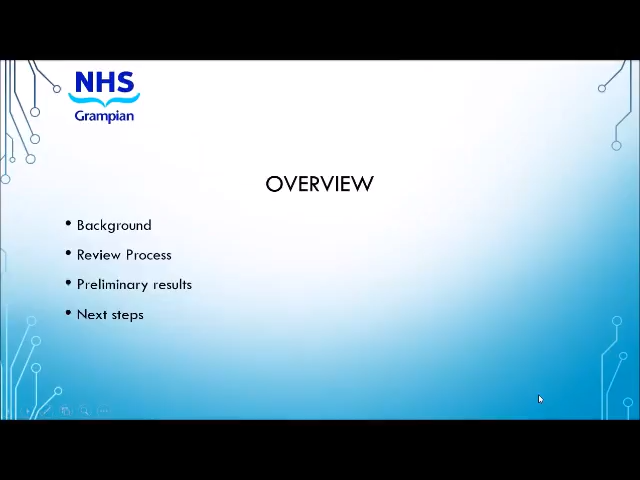 NHS
Grampian
OVERVIEW
• Background
• Review Process
• Preliminary results
• Next steps